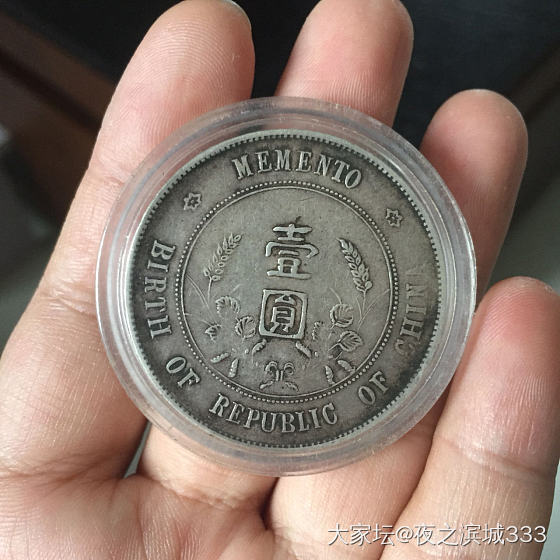 MEMENTO
壹
圓
BIRTH OF REPUBLIC OF CHINA
大家坛@夜之滨城333